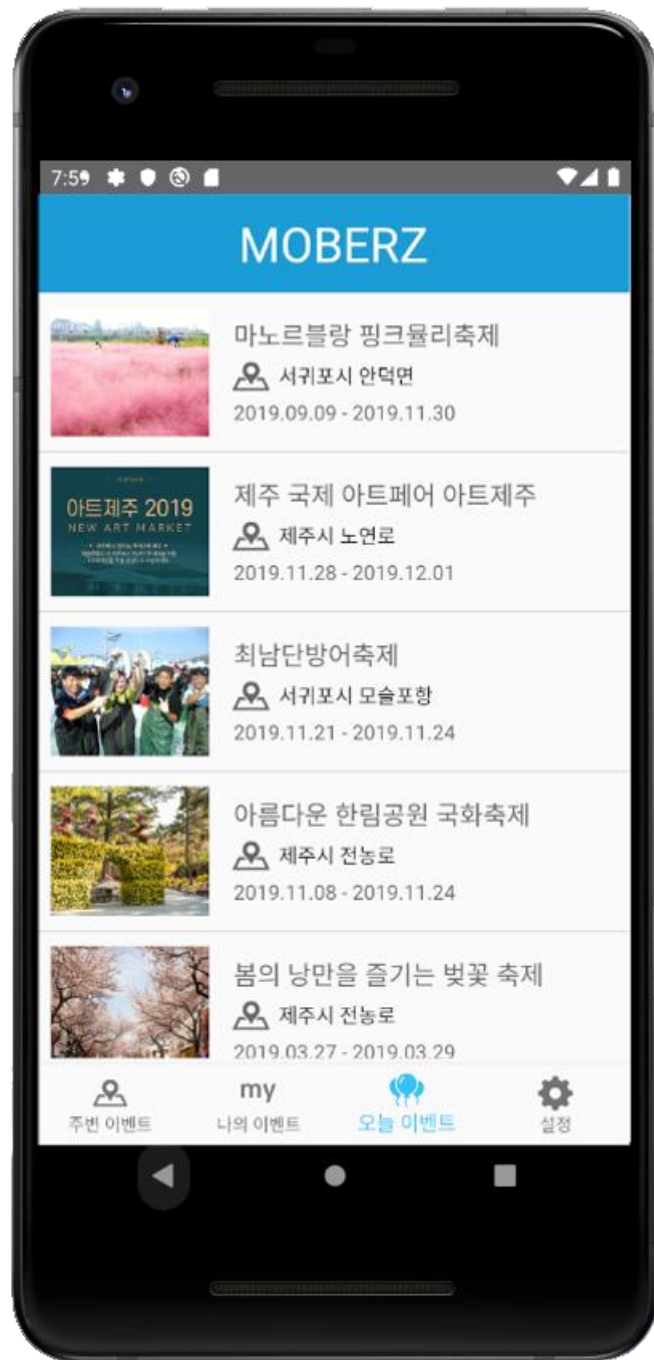 7:59
MOBERZ
마노르블랑 핑크뮬리축제
서귀포시 안덕면
2019.09.09 - 2019.11.30
아트제주 2019
NEW ART MARKET
제주 국제 아트페어 아트제주
제주시 노연로
2019.11.28 - 2019.12.01
최남단방어축제
서귀포시 모슬포항
2019.11.21 - 2019.11.24
아름다운 한림공원 국화축제
제주시 전농로
2019.11.08 - 2019.11.24
봄의 낭만을 즐기는 벚꽃 축제
제주시 전농로
2019.03.27 - 2019.03.29
my
주변 이벤트
나의 이벤트
오늘 이벤트
설정